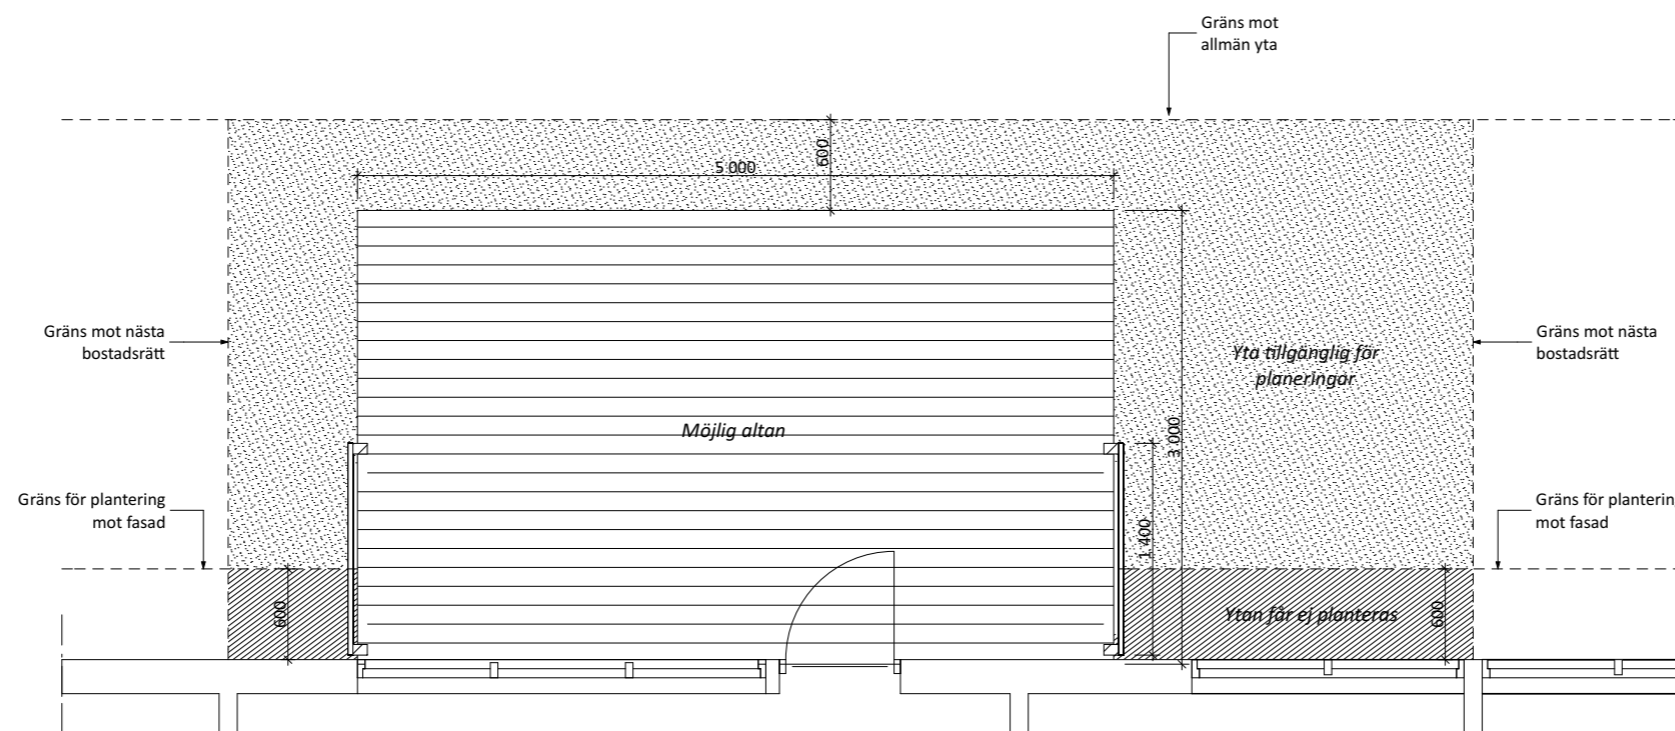 Gräns mot
allmän yta
600
5 000
Gräns mot nästa
bostadsrätt
Gräns mot nästa
bostadsrätt
Yta tillgänglig för
planeringar
Möjlig altan
3 000
Gräns för plantering
mot fasad
Gräns för plantering
mot fasad
1 400
600
Ytan får ej planteras
600